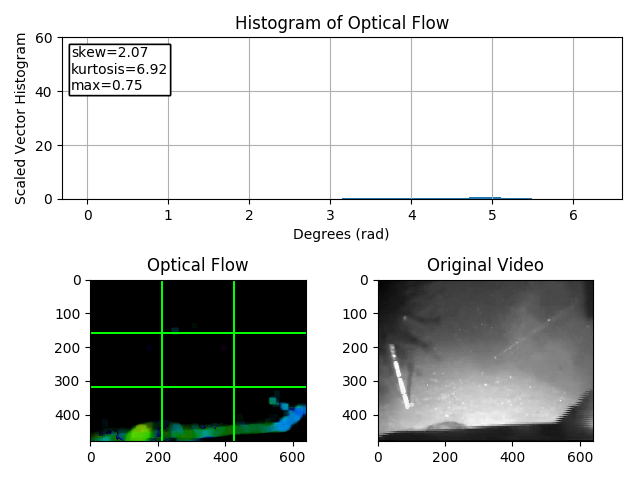 Histogram of Optical Flow
Scaled Vector Histogram
60
40
20
0
skew=2.07
kurtosis=6.92
max=0.75
0 1 2 3 4 5 6
Degrees (rad)
Optical Flow
0
100
200
300
400
0 200 400 600
Original Video
0
100
200
300
400
0 200 400 600